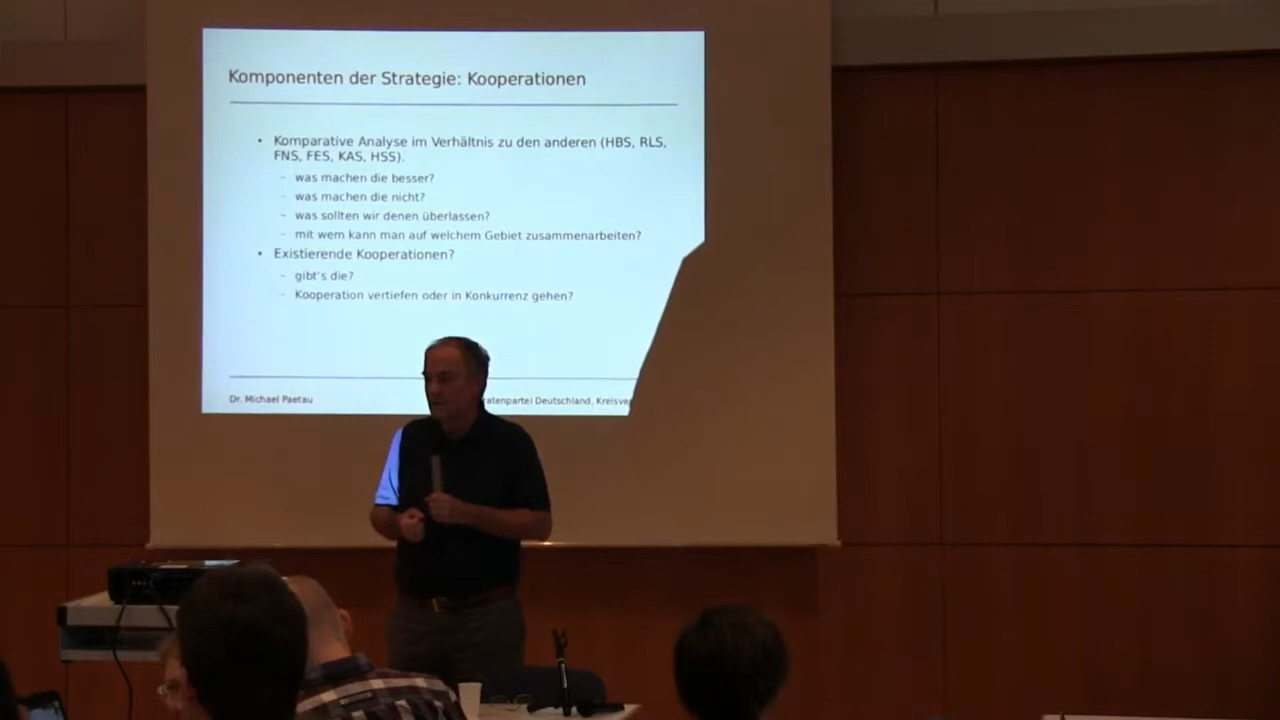 Komponenten der Strategie: Kooperationen
• Komparative Analyse im Verhältnis zu den anderen (HBS, RLS,
FNS, FES, KAS, HSS).
– was machen die besser?
– was machen die nicht?
– was sollten wir denen überlassen?
– mit wem kann man auf welchem Gebiet zusammenarbeiten?
• Existierende Kooperationen?
– gibt's die?
– Kooperation vertiefen oder in Konkurrenz gehen?
Dr. Michael Paetau ratenpartei Deutschland, Kreisve